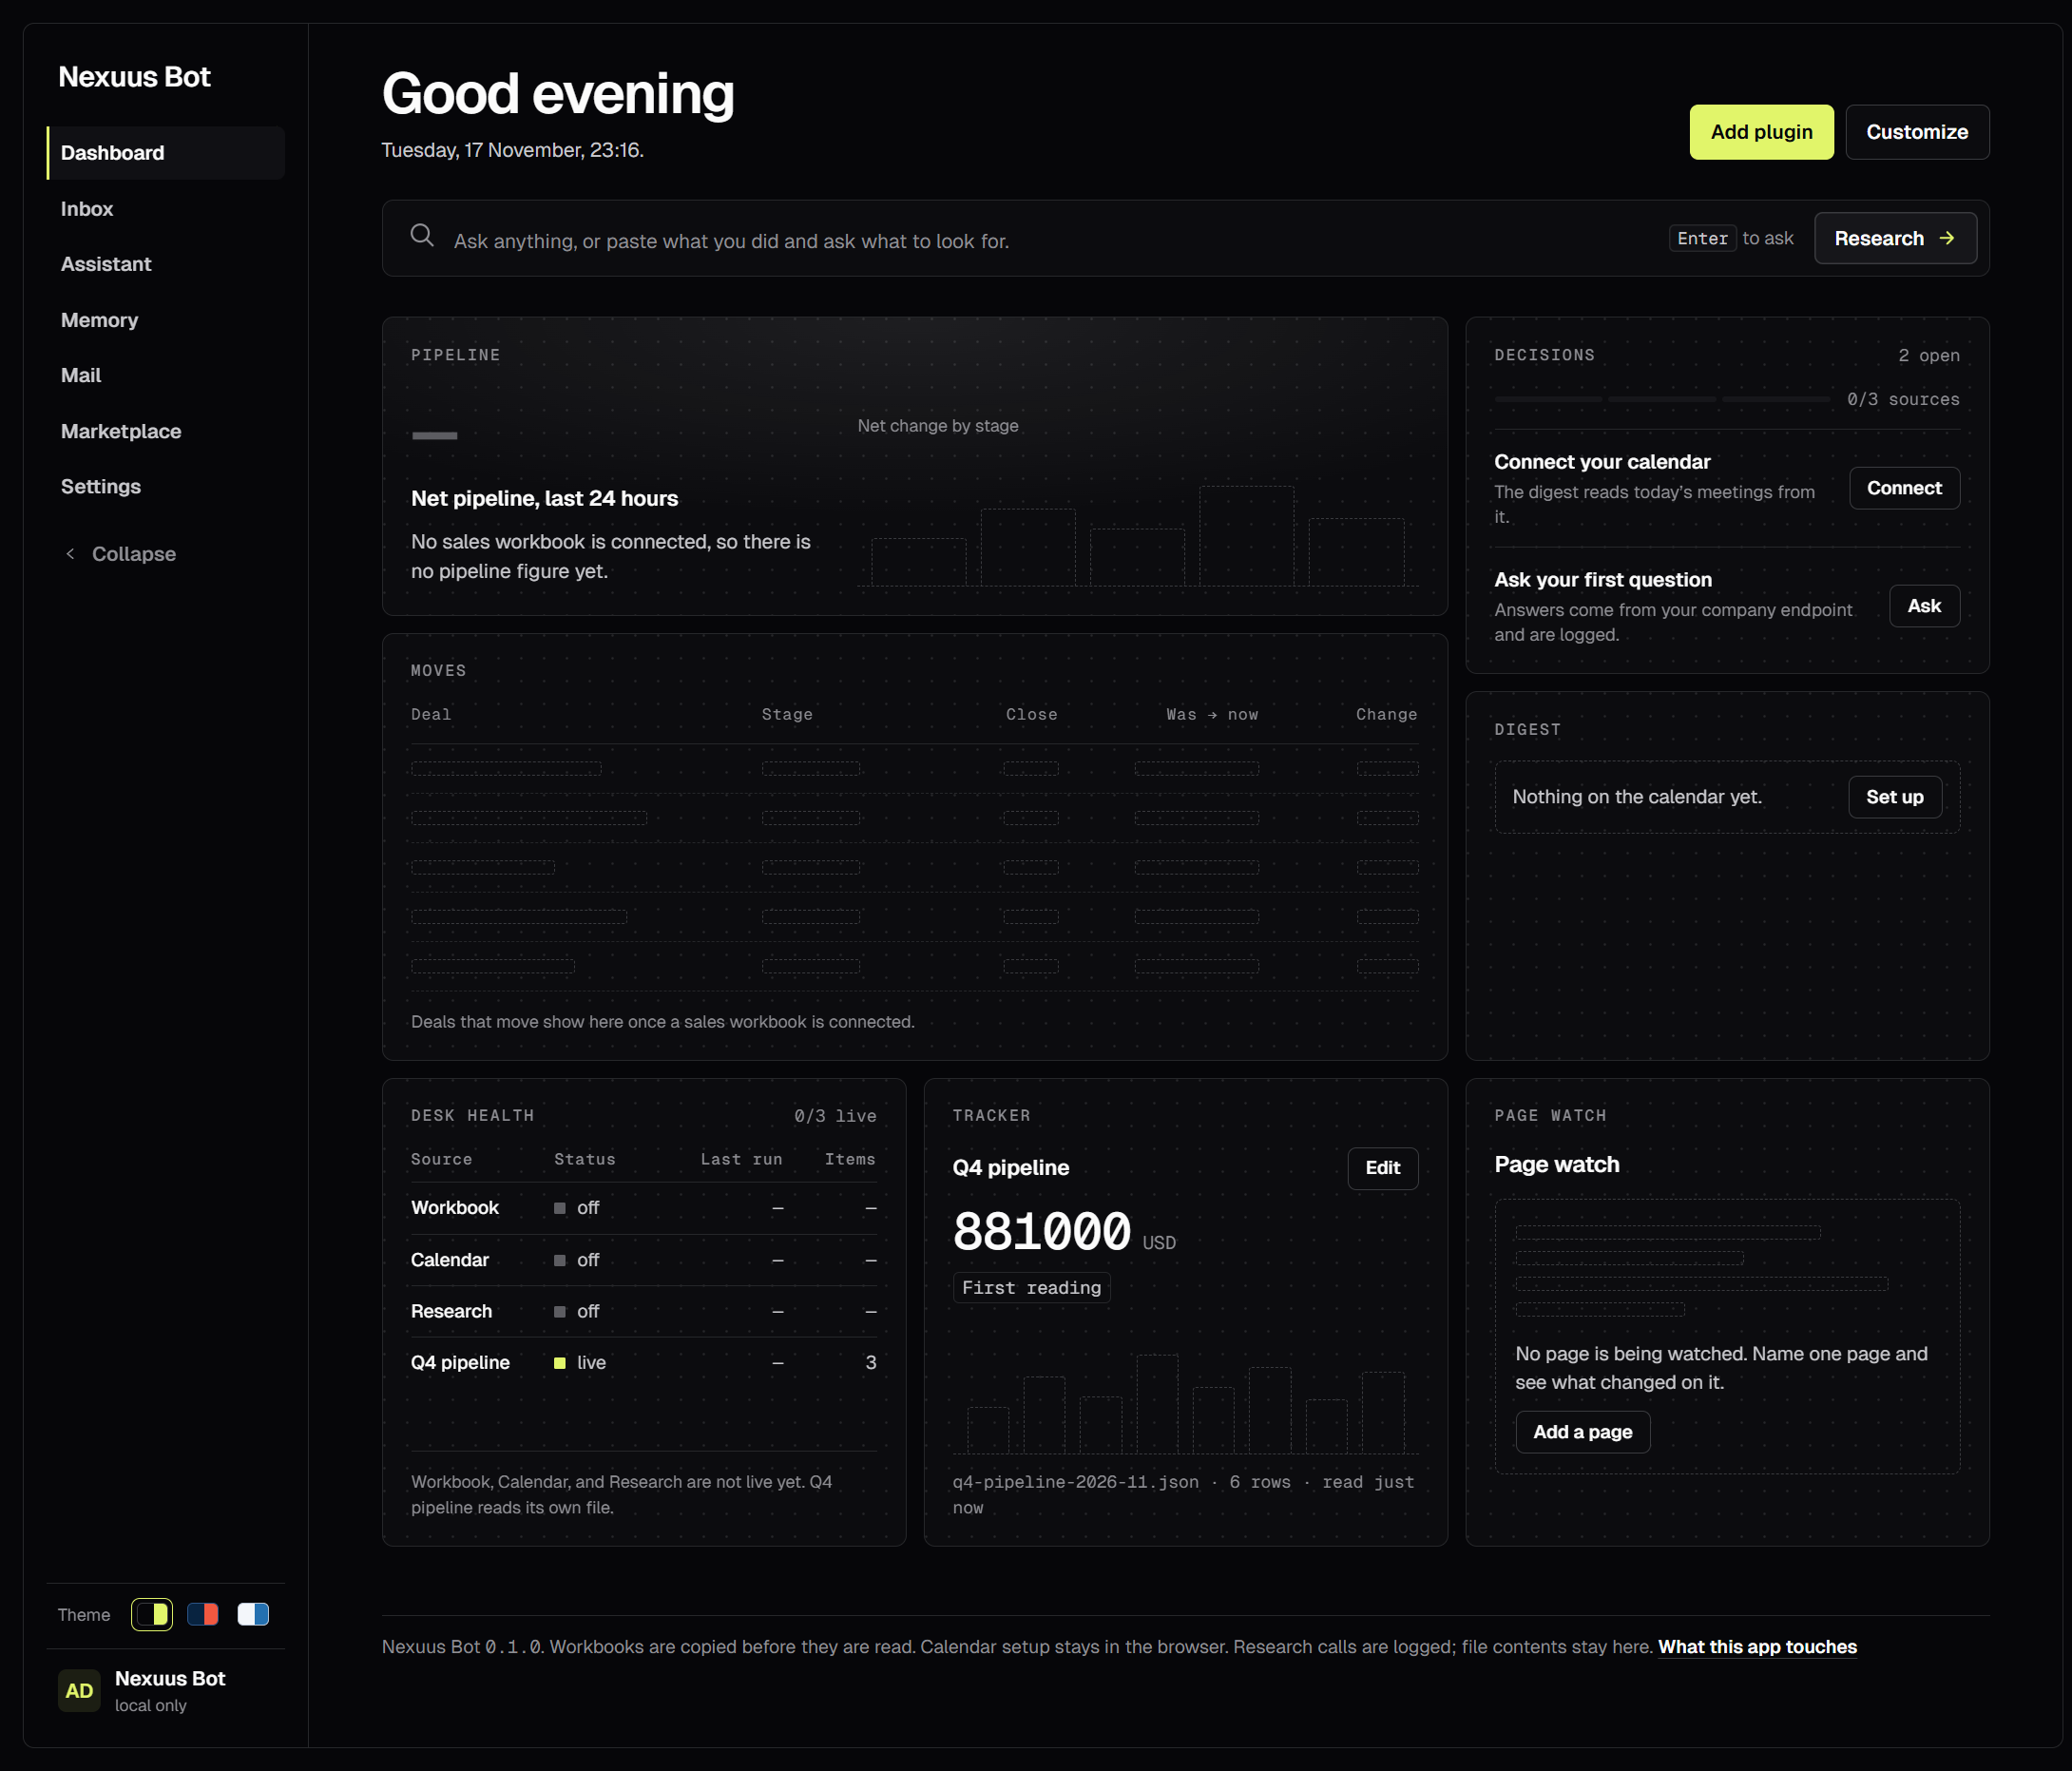 Nexuus Bot
Dashboard
Inbox
Assistant
Memory
Mail
Marketplace
Settings
Collapse
Theme
AD
Nexuus Bot
local only
Good evening
Tuesday, 17 November, 23:16.
Add plugin
Customize
Ask anything, or paste what you did and ask what to look for.
Enter to ask
Research →
PIPELINE
—
Net pipeline, last 24 hours
No sales workbook is connected, so there is
no pipeline figure yet.
Net change by stage
DECISIONS 2 open
0/3 sources
Connect your calendar
The digest reads today’s meetings from
it.
Connect
Ask your first question
Answers come from your company endpoint
and are logged.
Ask
MOVES
Deal Stage Close Was → now Change
Deals that move show here once a sales workbook is connected.
DIGEST
Nothing on the calendar yet.
Set up
DESK HEALTH 0/3 live
Source Status Last run Items
Workbook off – –
Calendar off – –
Research off – –
Q4 pipeline live – 3
Workbook, Calendar, and Research are not live yet. Q4
pipeline reads its own file.
TRACKER
Q4 pipeline
Edit
881000 USD
First reading
q4-pipeline-2026-11.json · 6 rows · read just
now
PAGE WATCH
Page watch
No page is being watched. Name one page and
see what changed on it.
Add a page
Nexuus Bot 0.1.0. Workbooks are copied before they are read. Calendar setup stays in the browser. Research calls are logged; file contents stay here. What this app touches